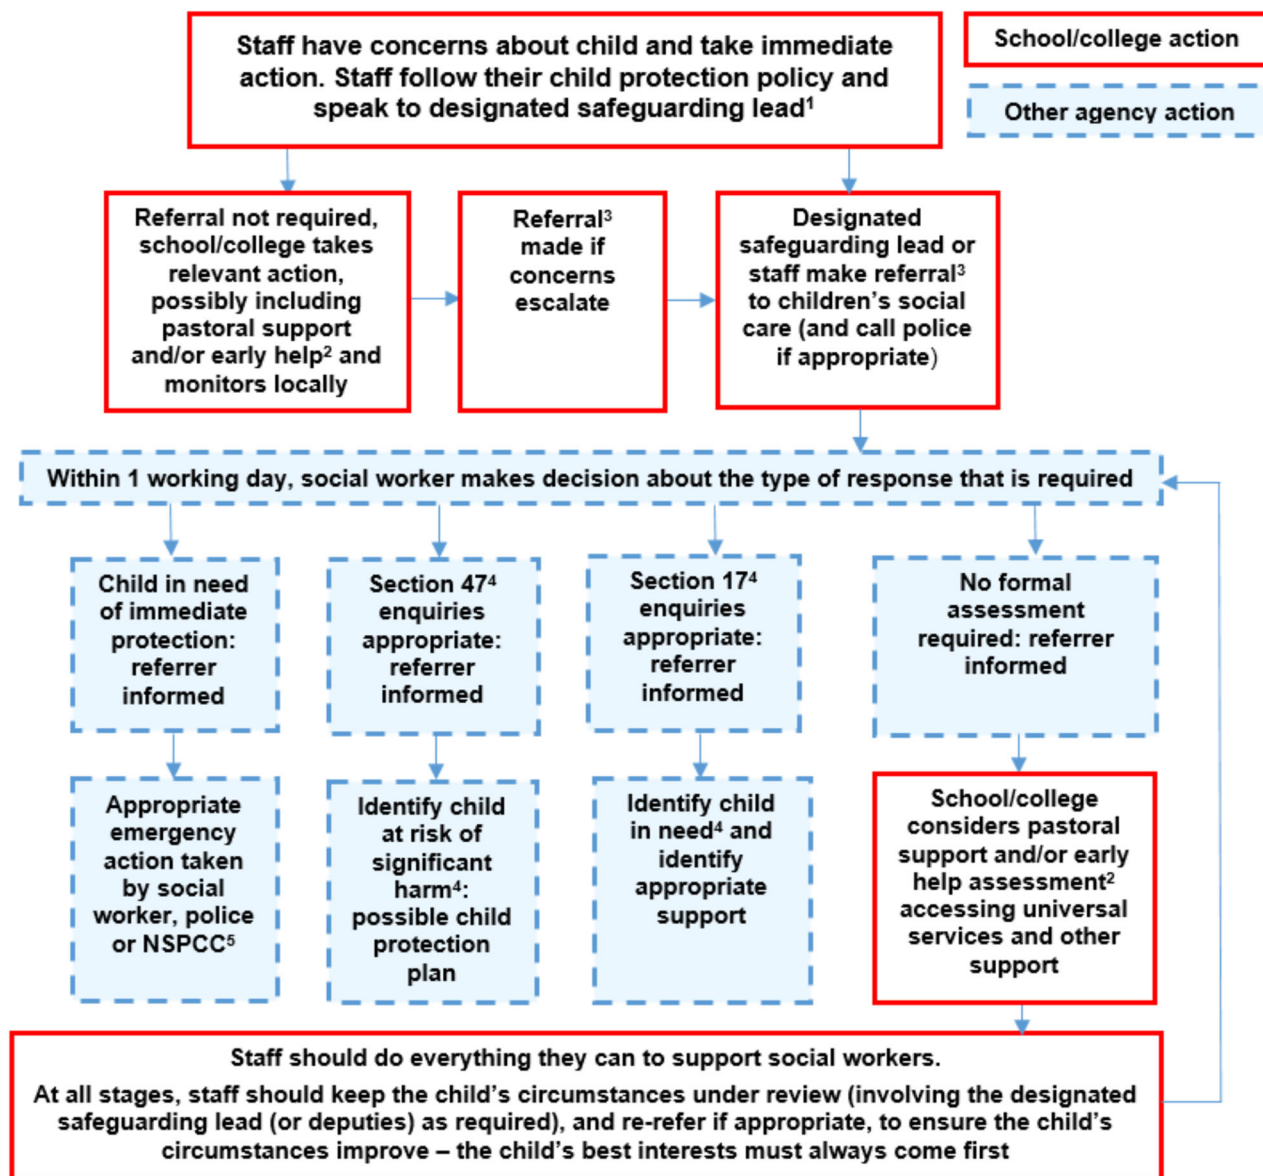 Staff have concerns about child and take immediate
action. Staff follow their child protection policy and
speak to designated safeguarding lead¹
School/college action
Other agency action
Referral not required,
school/college takes
relevant action,
possibly including
pastoral support
and/or early help² and
monitors locally
Referral³
made if
concerns
escalate
Designated
safeguarding lead or
staff make referral³
to children’s social
care (and call police
if appropriate)
Within 1 working day, social worker makes decision about the type of response that is required
Child in need
of immediate
protection:
referrer
informed
Section 47⁴
enquiries
appropriate:
referrer
informed
Section 17⁴
enquiries
appropriate:
referrer
informed
No formal
assessment
required: referrer
informed
Appropriate
emergency
action taken
by social
worker, police
or NSPCC⁵
Identify child
at risk of
significant
harm⁴:
possible child
protection
plan
Identify child
in need⁴ and
identify
appropriate
support
School/college
considers pastoral
support and/or early
help assessment²
accessing universal
services and other
support
Staff should do everything they can to support social workers.
At all stages, staff should keep the child’s circumstances under review (involving the designated
safeguarding lead (or deputies) as required), and re-refer if appropriate, to ensure the child’s
circumstances improve – the child’s best interests must always come first